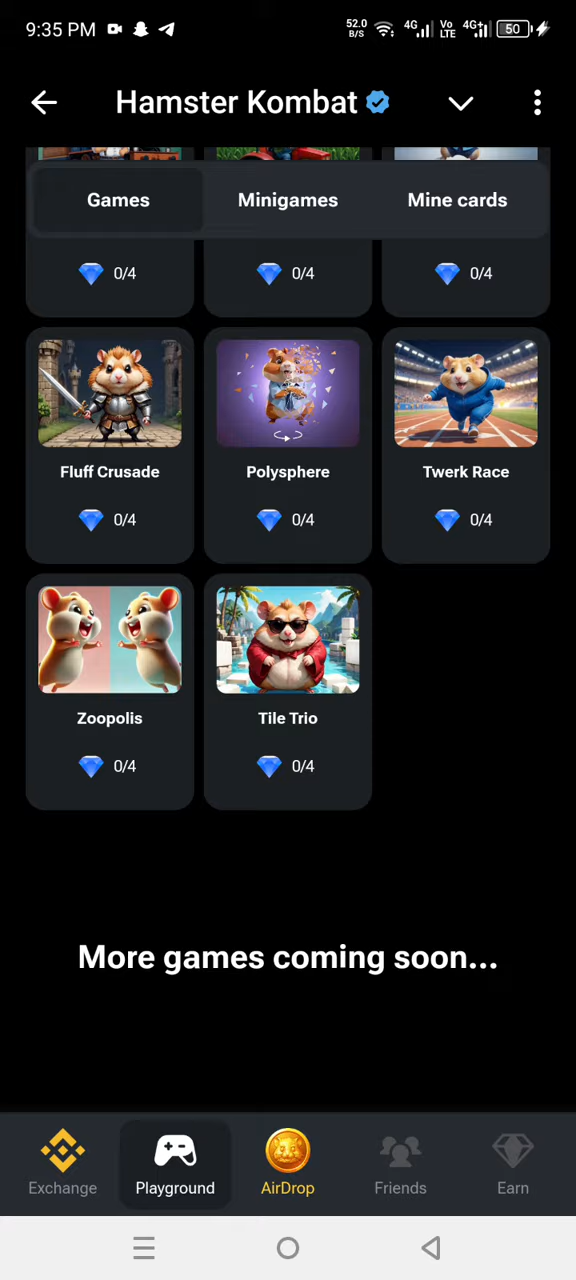 9:35 PM
52.0 B/S 4G Vo LTE 4G+ 50
Hamster Kombat
Games Minigames Mine cards
0/4 0/4 0/4
Fluff Crusade Polysphere Twerk Race
0/4 0/4 0/4
Zoopolis Tile Trio
0/4 0/4
More games coming soon...
Exchange Playground AirDrop Friends Earn